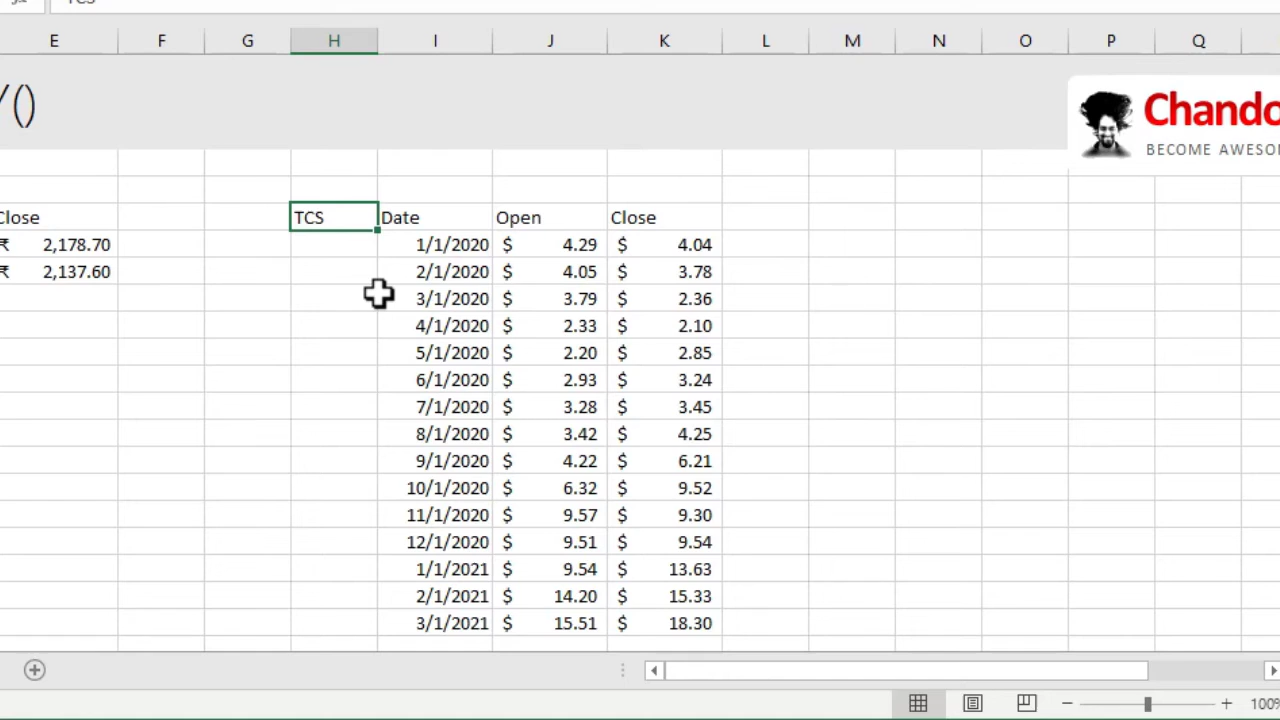 E F G H I J K L M N O P Q
/()
Chando
BECOME AWESO
Close TCS Date Open Close
₹ 2,178.70 1/1/2020 $ 4.29 $ 4.04
₹ 2,137.60 2/1/2020 $ 4.05 $ 3.78
3/1/2020 $ 3.79 $ 2.36
4/1/2020 $ 2.33 $ 2.10
5/1/2020 $ 2.20 $ 2.85
6/1/2020 $ 2.93 $ 3.24
7/1/2020 $ 3.28 $ 3.45
8/1/2020 $ 3.42 $ 4.25
9/1/2020 $ 4.22 $ 6.21
10/1/2020 $ 6.32 $ 9.52
11/1/2020 $ 9.57 $ 9.30
12/1/2020 $ 9.51 $ 9.54
1/1/2021 $ 9.54 $ 13.63
2/1/2021 $ 14.20 $ 15.33
3/1/2021 $ 15.51 $ 18.30
100%